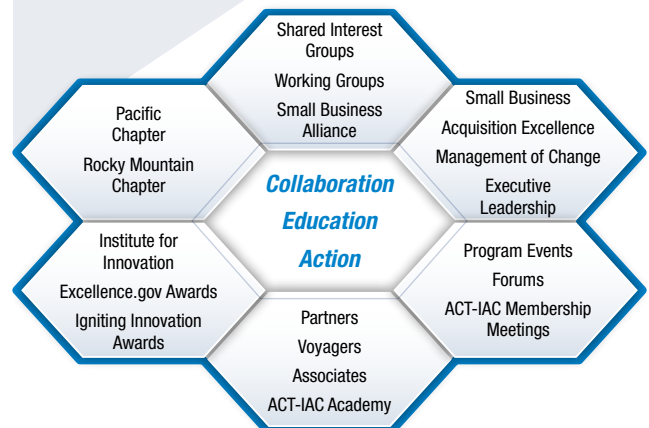 Shared Interest
Groups
Working Groups
Small Business
Alliance
Small Business
Acquisition Excellence
Management of Change
Executive
Leadership
Program Events
Forums
ACT-IAC Membership
Meetings
Partners
Voyagers
Associates
ACT-IAC Academy
Institute for
Innovation
Excellence.gov Awards
Igniting Innovation
Awards
Pacific
Chapter
Rocky Mountain
Chapter
Collaboration
Education
Action